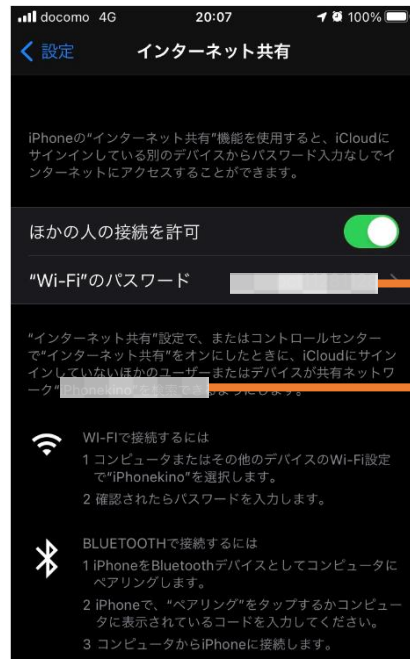 docomo 4G 20:07 100%
設定 インターネット共有
iPhoneの“インターネット共有”機能を使用すると、iCloudに
サインインしている別のデバイスからパスワード入力なしでイ
ンターネットにアクセスすることができます。
ほかの人の接続を許可
“Wi-Fi”のパスワード
“インターネット共有”設定で、またはコントロールセンター
で“インターネット共有”をオンにしたときに、iCloudにサイン
インしていないほかのユーザーまたはデバイスが共有ネットワ
ーク“iPhonekino”を検出できるようにします。
WI-FIで接続するには
1 コンピュータまたはその他のデバイスのWi-Fi設定
で“iPhonekino”を選択します。
2 確認されたらパスワードを入力します。
BLUETOOTHで接続するには
1 iPhoneをBluetoothデバイスとしてコンピュータに
ペアリングします。
2 iPhoneで、“ペアリング”をタップするかコンピュー
タに表示されているコードを入力してください。
3 コンピュータからiPhoneに接続します。